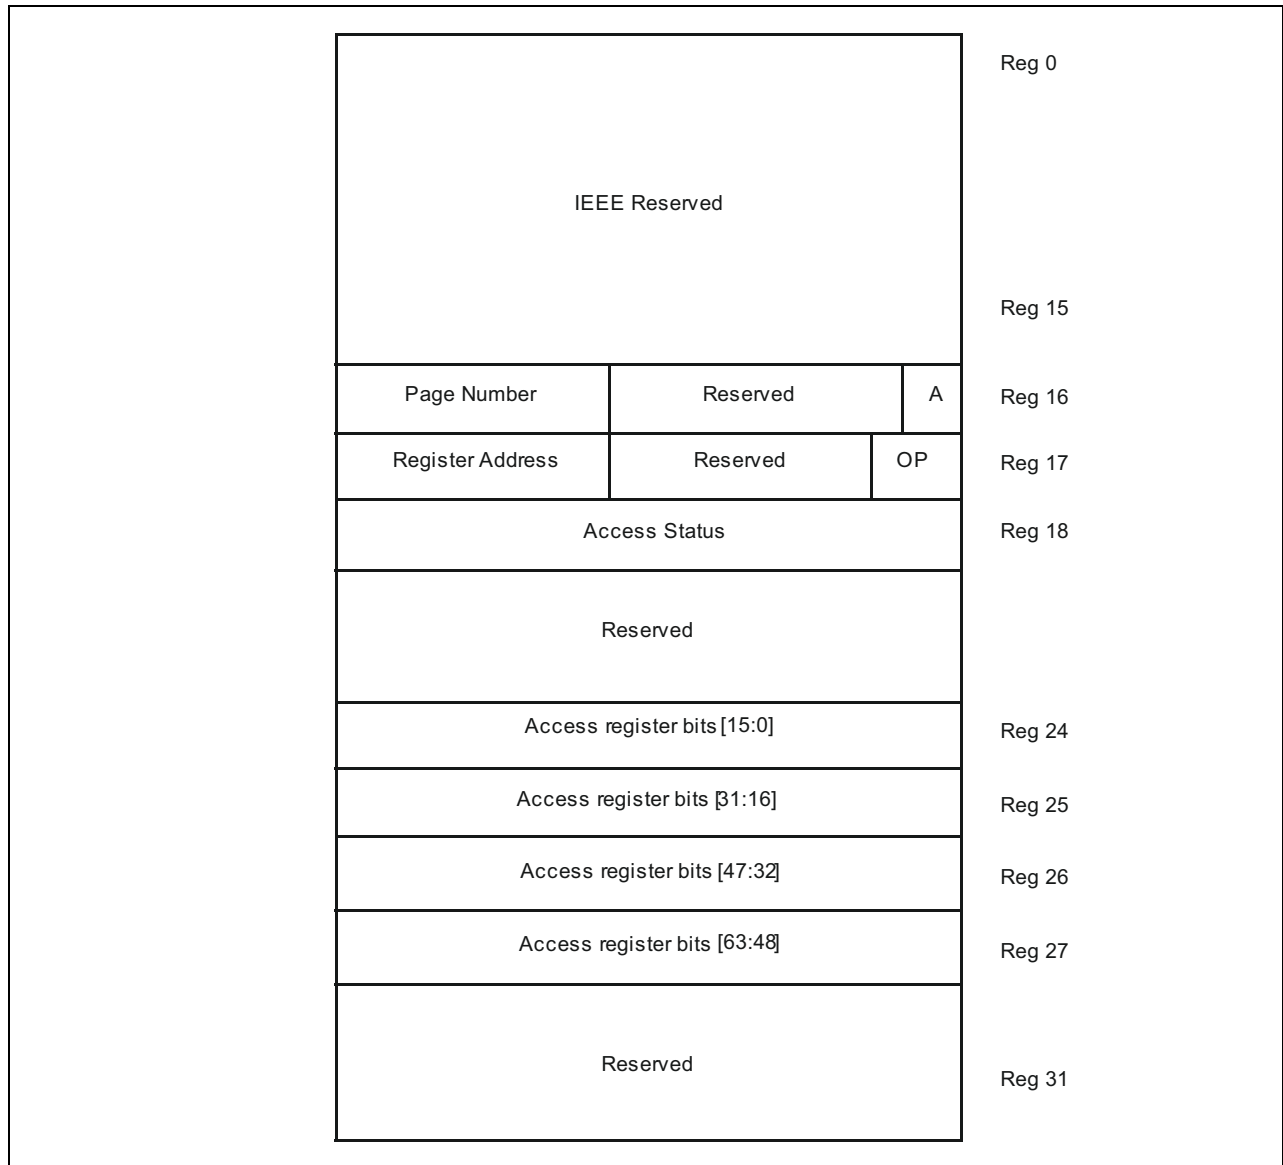 Reg 0
IEEE Reserved
Reg 15
Page Number Reserved A Reg 16
Register Address Reserved OP Reg 17
Access Status Reg 18
Reserved
Access register bits [15:0] Reg 24
Access register bits [31:16] Reg 25
Access register bits [47:32] Reg 26
Access register bits [63:48] Reg 27
Reserved
Reg 31